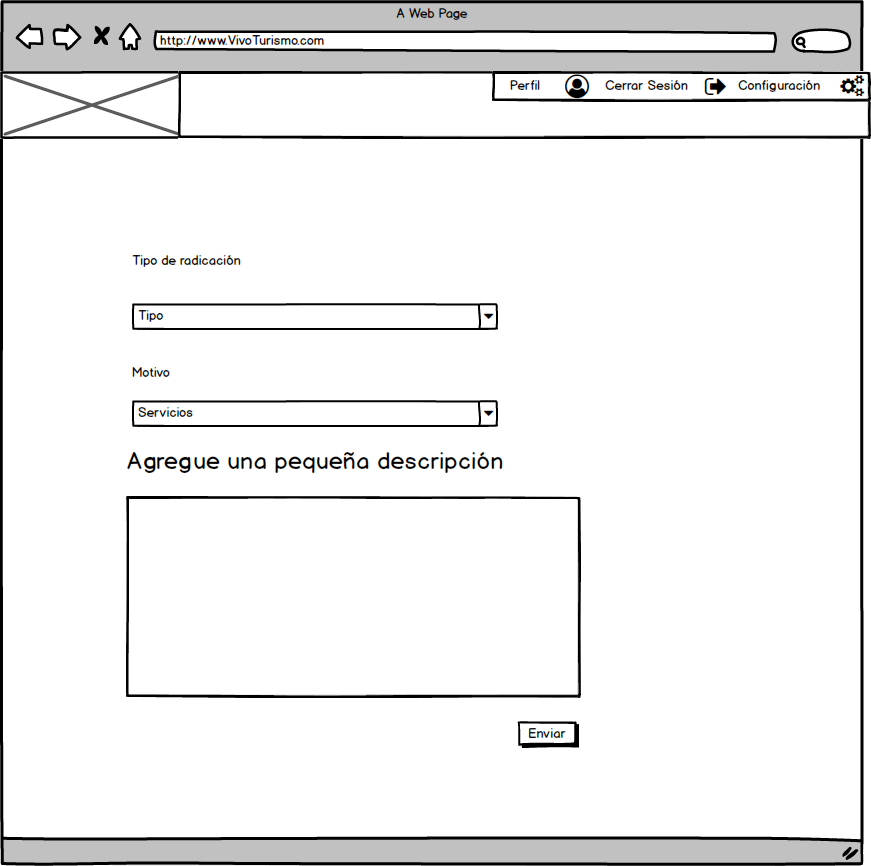 A Web Page
http://www.VivoTurismo.com
Perfil Cerrar Sesión Configuración
Tipo de radicación
Tipo
Motivo
Servicios
Agregue una pequeña descripción
Enviar